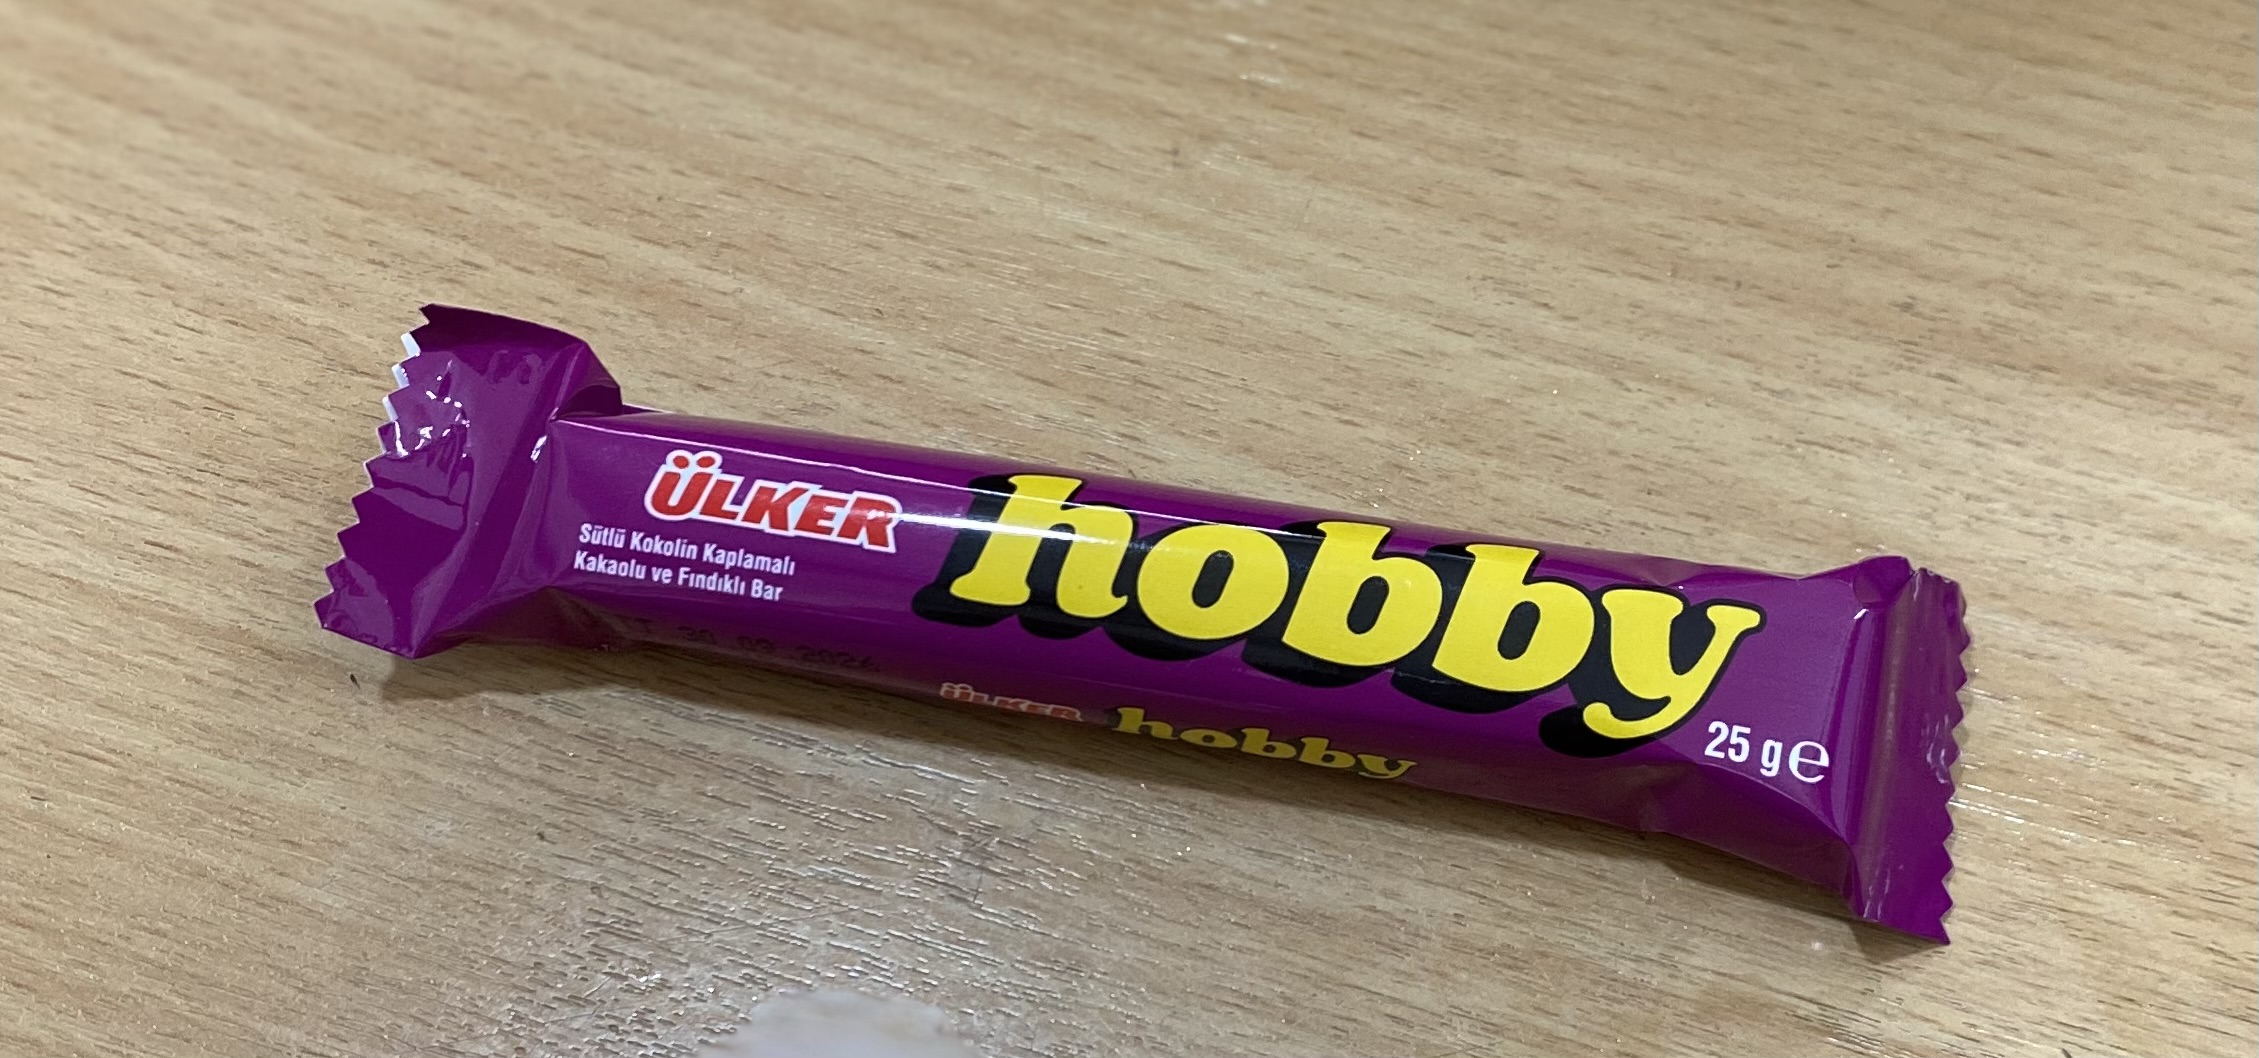 ÜLKER
Sütlü Kokolin Kaplamalı
Kakaolu ve Fındıklı Bar
hobby
25 g e
ÜLKER hobby